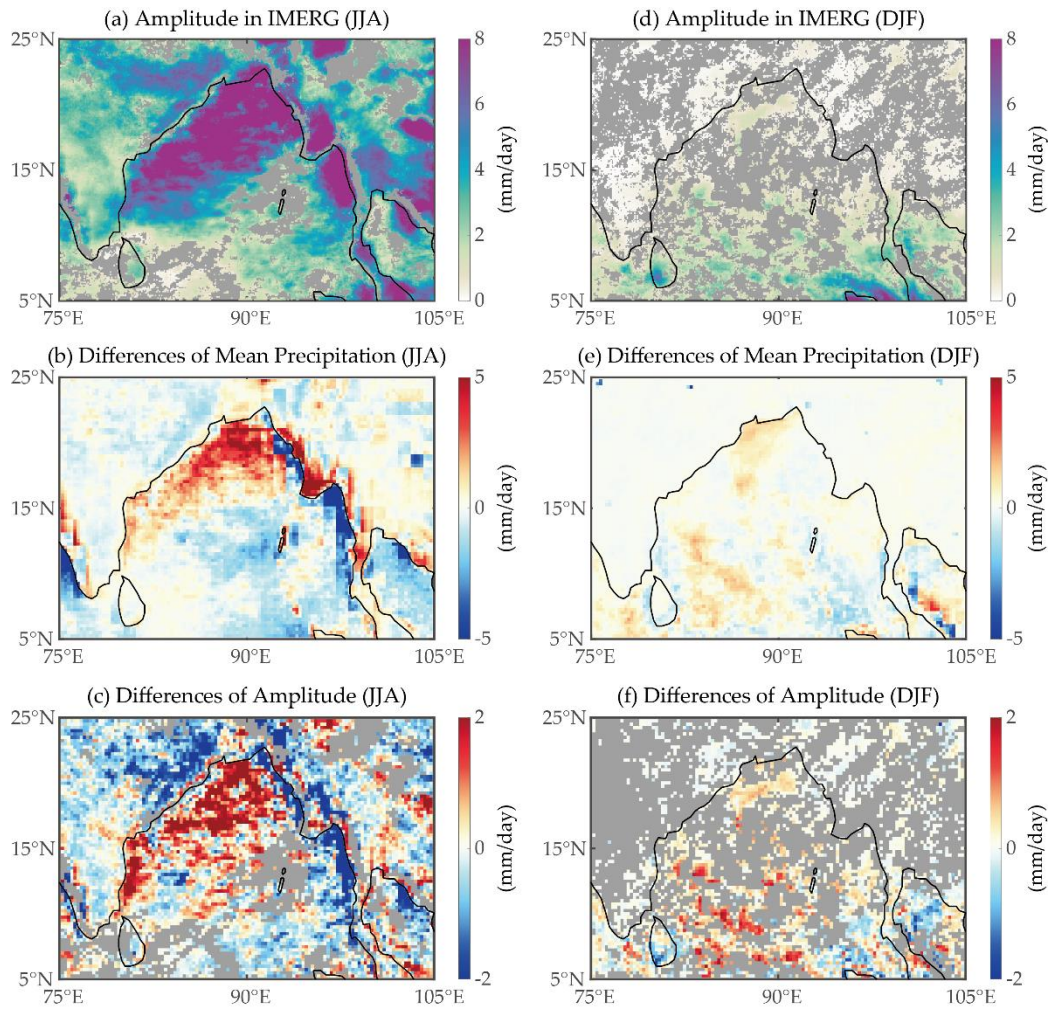 (a) Amplitude in IMERG (JJA)
25°N
15°N
5°N
75°E
90°E
105°E
8
6
4
2
0
(mm/day)
(d) Amplitude in IMERG (DJF)
25°N
15°N
5°N
75°E
90°E
105°E
8
6
4
2
0
(mm/day)
(b) Differences of Mean Precipitation (JJA)
25°N
15°N
5°N
75°E
90°E
105°E
5
0
-5
(mm/day)
(e) Differences of Mean Precipitation (DJF)
25°N
15°N
5°N
75°E
90°E
105°E
5
0
-5
(mm/day)
(c) Differences of Amplitude (JJA)
25°N
15°N
5°N
75°E
90°E
105°E
2
0
-2
(mm/day)
(f) Differences of Amplitude (DJF)
25°N
15°N
5°N
75°E
90°E
105°E
2
0
-2
(mm/day)